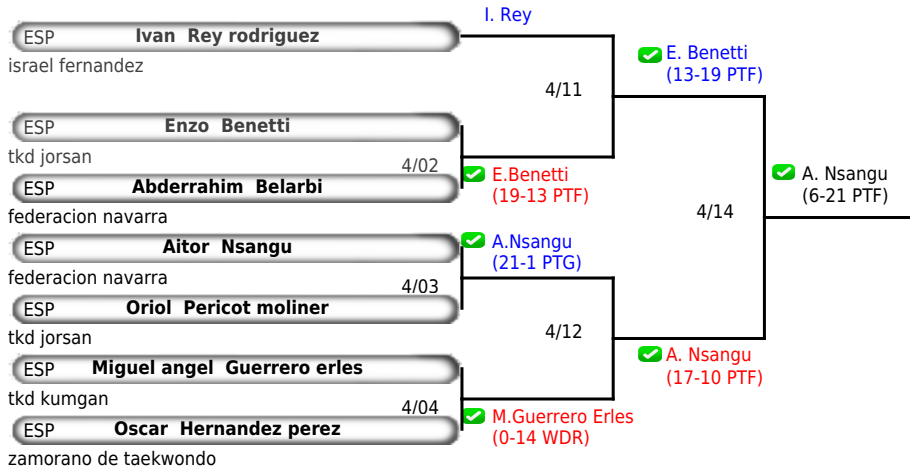 I. Rey
ESP Ivan Rey rodriguez
israel fernandez
E. Benetti
(13-19 PTF)
4/11
ESP Enzo Benetti
tkd jorsan
4/02
E.Benetti
(19-13 PTF)
ESP Abderrahim Belarbi
federacion navarra
A. Nsangu
(6-21 PTF)
4/14
ESP Aitor Nsangu
federacion navarra
A.Nsangu
(21-1 PTG)
4/03
ESP Oriol Pericot moliner
tkd jorsan
4/12
A. Nsangu
(17-10 PTF)
ESP Miguel angel Guerrero erles
tkd kumgan
4/04
M.Guerrero Erles
(0-14 WDR)
ESP Oscar Hernandez perez
zamorano de taekwondo